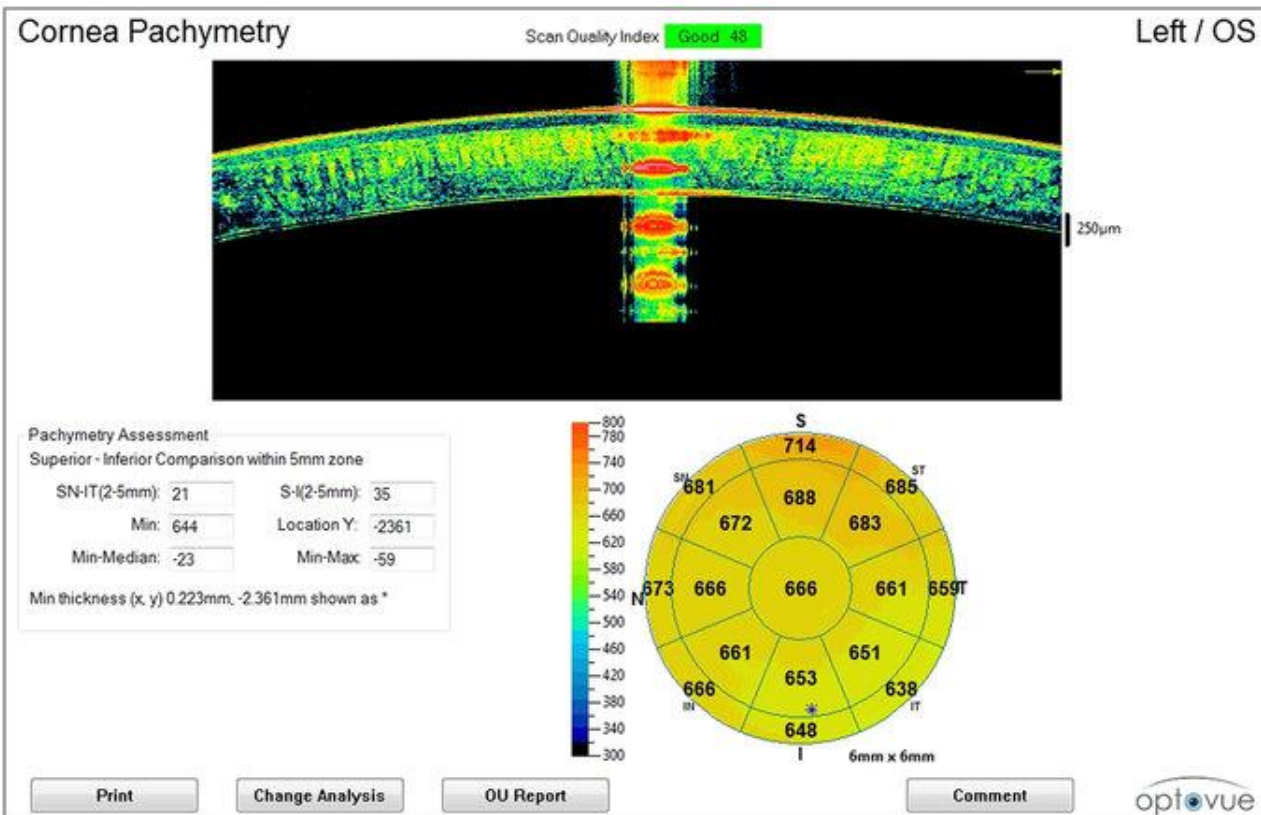 Cornea Pachymetry
Scan Quality Index Good 48
Left / OS
250µm
Pachymetry Assessment
Superior - Inferior Comparison within 5mm zone
SN-IT(2-5mm): 21 S-I(2-5mm): 35
Min: 644 Location Y: -2361
Min-Median: -23 Min-Max: -59
Min thickness (x, y) 0.223mm, -2.361mm shown as *
800
780
740
700
660
620
580
540
500
460
420
380
340
300
S
714
SN 681 685 ST
688
672 683
N 673 666 666 661 659 T
661 651
653
666 638
IN IT
*
648
I 6mm x 6mm
Print Change Analysis OU Report Comment
optovue